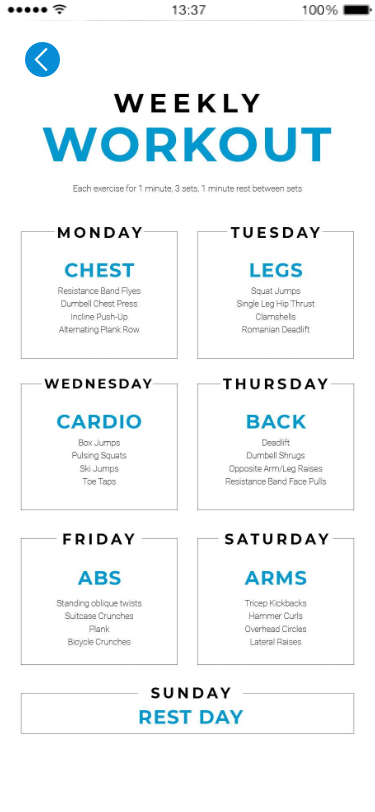 13:37
100%
WEEKLY
WORKOUT
Each exercise for 1 minute, 3 sets, 1 minute rest between sets
MONDAY
CHEST
Resistance Band Flyes
Dumbell Chest Press
Incline Push-Up
Alternating Plank Row
TUESDAY
LEGS
Squat Jumps
Single Leg Hip Thrust
Clamshells
Romanian Deadlift
WEDNESDAY
CARDIO
Box Jumps
Pulsing Squats
Ski Jumps
Toe Taps
THURSDAY
BACK
Deadlift
Dumbell Shrugs
Opposite Arm/Leg Raises
Resistance Band Face Pulls
FRIDAY
ABS
Standing oblique twists
Suitcase Crunches
Plank
Bicycle Crunches
SATURDAY
ARMS
Tricep Kickbacks
Hammer Curls
Overhead Circles
Lateral Raises
SUNDAY
REST DAY